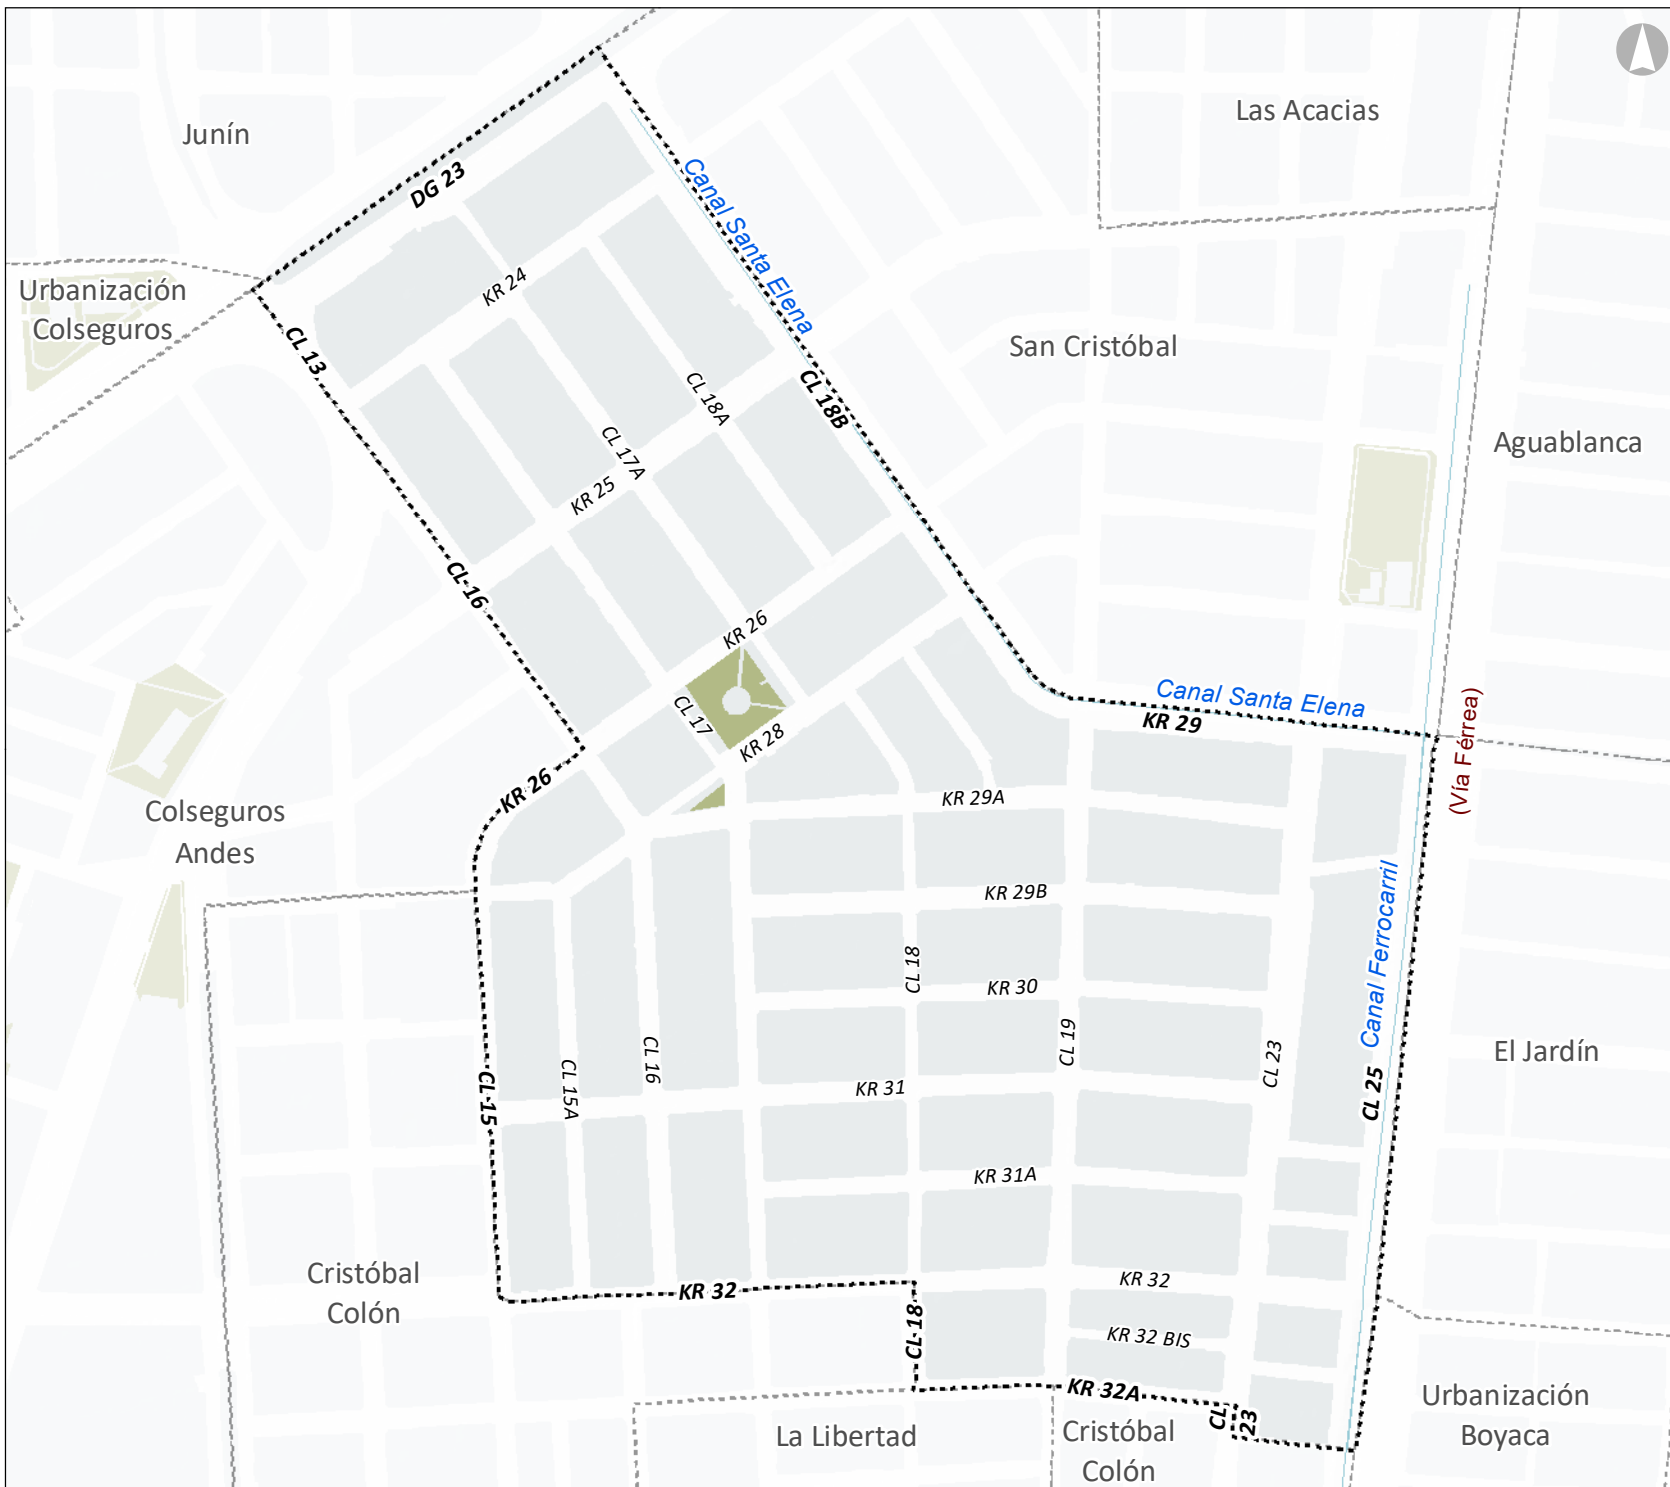 Las Acacias
Junín
DG 23
Canal Santa Elena
KR 24
Urbanización
Colseguros
CL 13
San Cristóbal
CL 18A
CL 18B
CL 17A
Aguablanca
KR 25
CL 16
KR 26
CL 17
Canal Santa Elena
KR 29
KR 28
(Vía Férrea)
KR 26
KR 29A
Colseguros
Andes
KR 29B
Canal Ferrocarril
CL 18
KR 30
CL 19
CL 16
CL 23
El Jardín
CL 15A
KR 31
CL 25
CL 15
KR 31A
Cristóbal
Colón
KR 32
KR 32
CL 18
KR 32 BIS
KR 32A
Urbanización
Boyaca
CL
23
La Libertad
Cristóbal
Colón